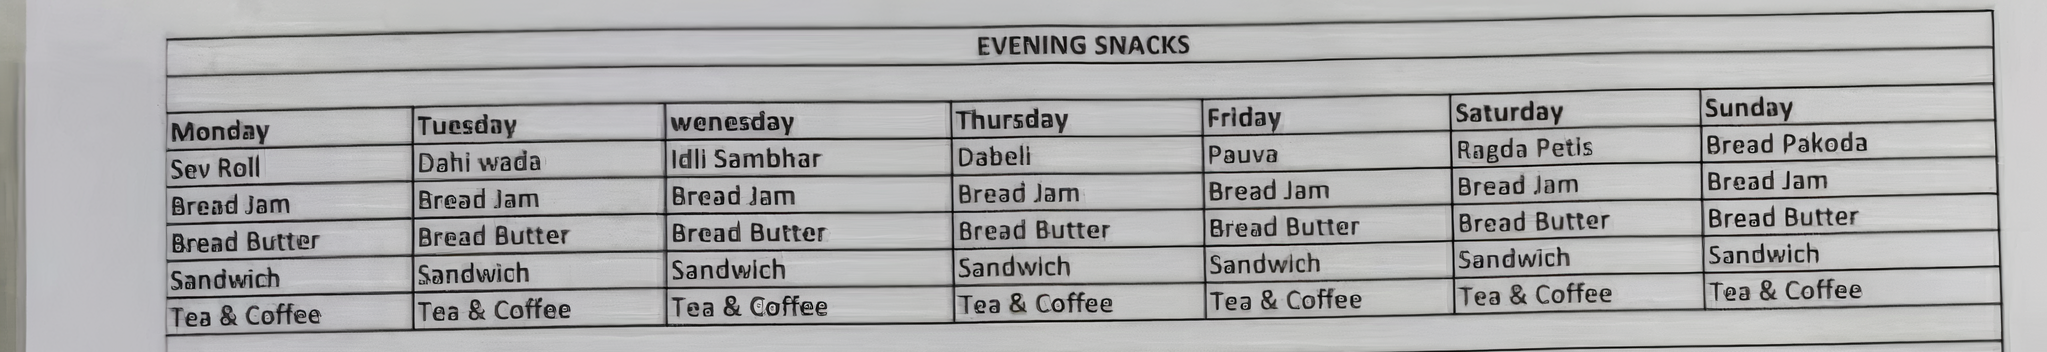 EVENING SNACKS
Monday Tuesday wenesday Thursday Friday Saturday Sunday
Sev Roll Dahi wada Idli Sambhar Dabeli Pauva Ragda Petis Bread Pakoda
Bread Jam Bread Jam Bread Jam Bread Jam Bread Jam Bread Jam Bread Jam
Bread Butter Bread Butter Bread Butter Bread Butter Bread Butter Bread Butter Bread Butter
Sandwich Sandwich Sandwich Sandwich Sandwich Sandwich Sandwich
Tea & Coffee Tea & Coffee Tea & Coffee Tea & Coffee Tea & Coffee Tea & Coffee Tea & Coffee